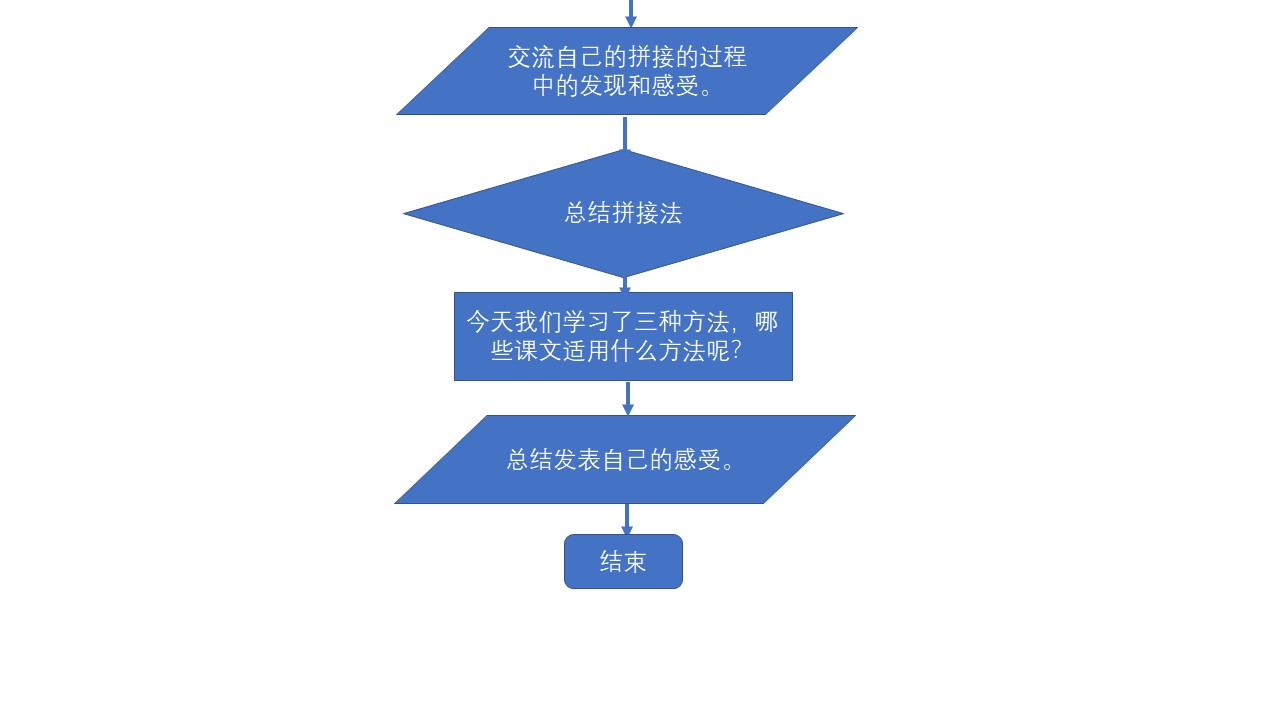 交流自己的拼接的过程
中的发现和感受。
总结拼接法
今天我们学习了三种方法，哪
些课文适用什么方法呢？
总结发表自己的感受。
结束